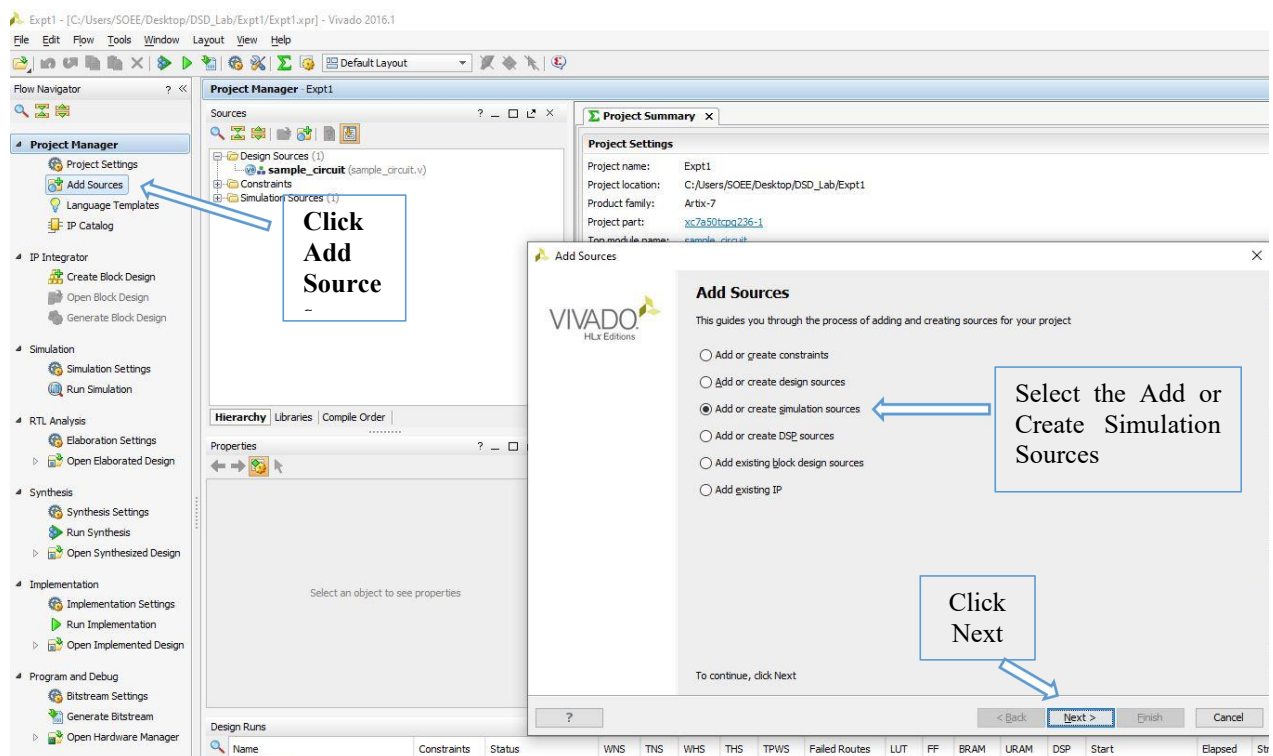 Expt1 - [C:/Users/SOEE/Desktop/DSD_Lab/Expt1/Expt1.xpr] - Vivado 2016.1
File Edit Flow Tools Window Layout View Help
Default Layout
Flow Navigator
Project Manager
Project Settings
Add Sources
Language Templates
IP Catalog
IP Integrator
Create Block Design
Open Block Design
Generate Block Design
Simulation
Simulation Settings
Run Simulation
RTL Analysis
Elaboration Settings
Open Elaborated Design
Synthesis
Synthesis Settings
Run Synthesis
Open Synthesized Design
Implementation
Implementation Settings
Run Implementation
Open Implemented Design
Program and Debug
Bitstream Settings
Generate Bitstream
Open Hardware Manager
Project Manager - Expt1
Sources
Design Sources (1)
sample_circuit (sample_circuit.v)
Constraints
Simulation Sources (1)
Click
Add
Source
Hierarchy Libraries Compile Order
Properties
Select an object to see properties
Design Runs
Name Constraints Status WNS TNS WHS THS TPWS Failed Routes LUT FF BRAM URAM DSP Start Elapsed
Project Summary
Project Settings
Project name: Expt1
Project location: C:/Users/SOEE/Desktop/DSD_Lab/Expt1
Product family: Artix-7
Project part: xc7a50tcpg236-1
Top module name: sample_circuit
Add Sources
VIVADO
HLx Editions
Add Sources
This guides you through the process of adding and creating sources for your project
Add or create constraints
Add or create design sources
Add or create simulation sources
Add or create DSP sources
Add existing block design sources
Add existing IP
Select the Add or
Create Simulation
Sources
Click
Next
To continue, click Next
?
< Back Next > Finish Cancel